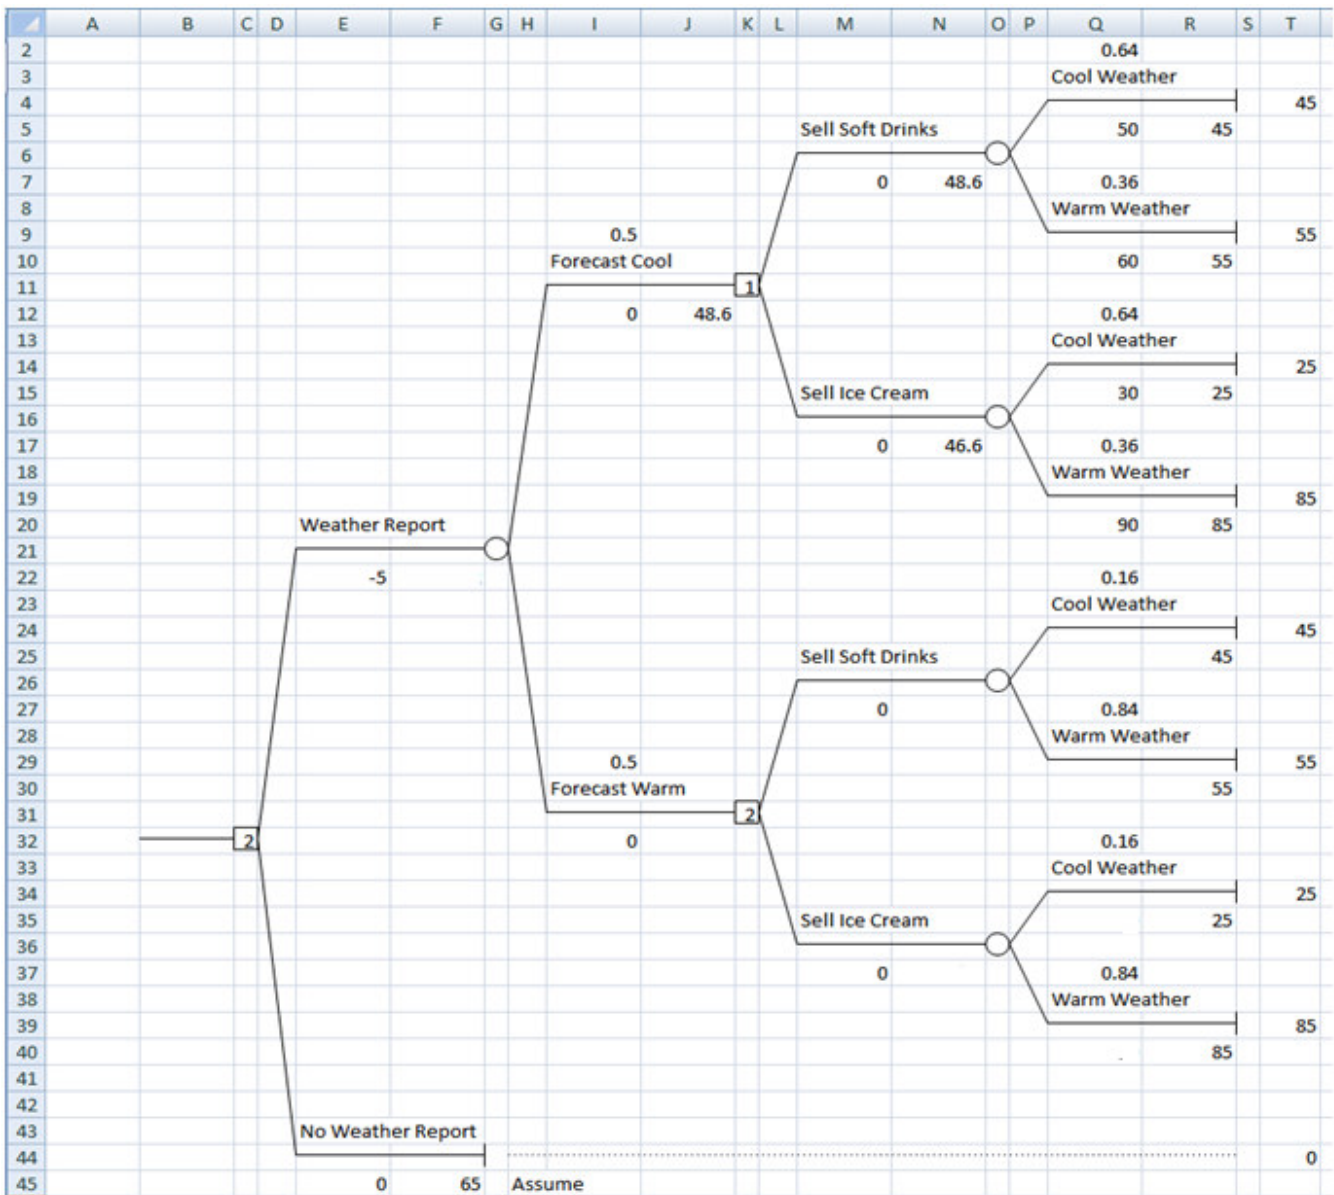 A B C D E F G H I J K L M N O P Q R S T
2 0.64
3 Cool Weather
4 45
5 Sell Soft Drinks 50 45
6
7 0 48.6 0.36
8 Warm Weather
9 0.5 55
10 Forecast Cool 60 55
11 1
12 0 48.6 0.64
13 Cool Weather
14 25
15 Sell Ice Cream 30 25
16
17 0 46.6 0.36
18 Warm Weather
19 85
20 Weather Report 90 85
21
22 -5 0.16
23 Cool Weather
24 45
25 Sell Soft Drinks 45
26
27 0 0.84
28 Warm Weather
29 0.5 55
30 Forecast Warm 55
31 2
32 2 0 0.16
33 Cool Weather
34 25
35 Sell Ice Cream 25
36
37 0 0.84
38 Warm Weather
39 85
40 85
41
42
43 No Weather Report
44 0
45 0 65 Assume